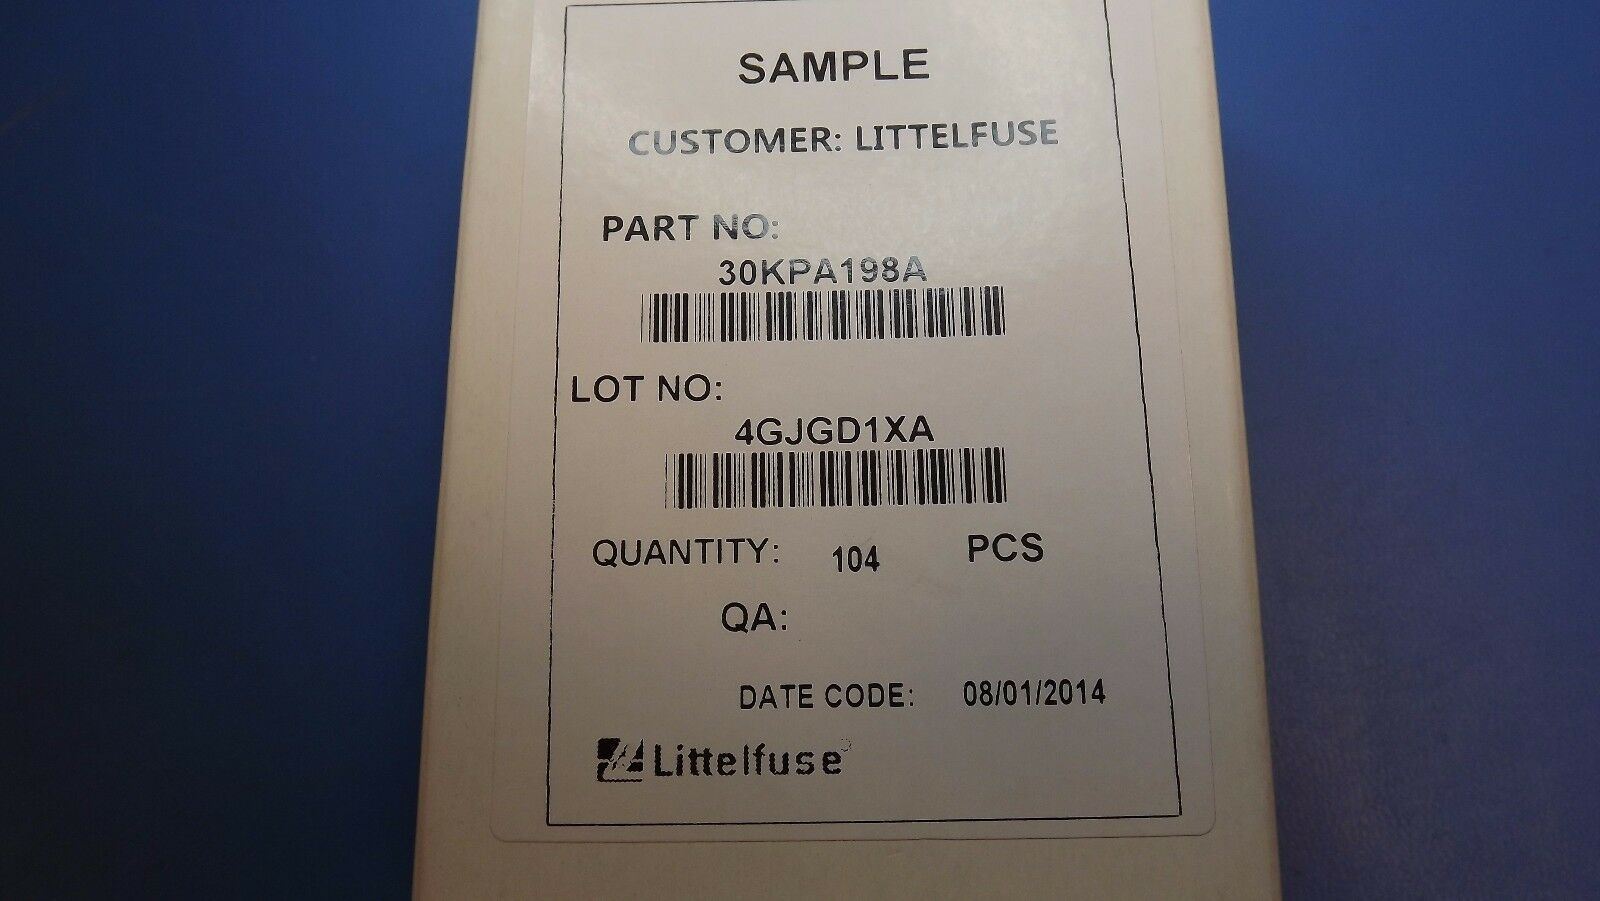 SAMPLE
CUSTOMER: LITTELFUSE
PART NO:
30KPA198A
LOT NO:
4GJGD1XA
QUANTITY: 104 PCS
QA:
DATE CODE: 08/01/2014
Littelfuse